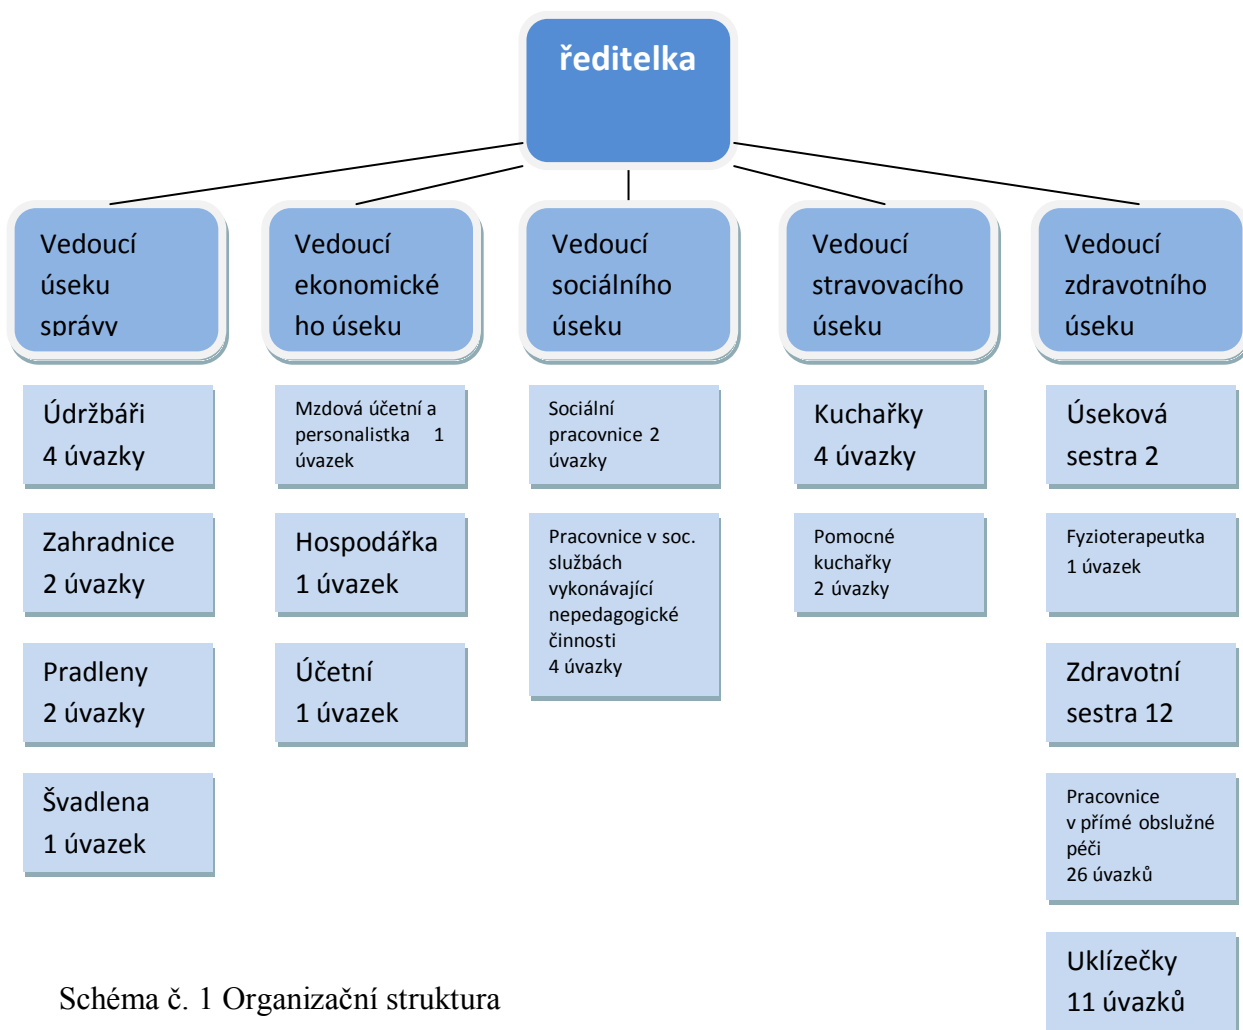 ředitelka
Vedoucí
úseku
správy
Vedoucí
ekonomické
ho úseku
Vedoucí
sociálního
úseku
Vedoucí
stravovacího
úseku
Vedoucí
zdravotního
úseku
Údržbáři
4 úvazky
Zahradnice
2 úvazky
Pradleny
2 úvazky
Švadlena
1 úvazek
Mzdová účetní a
personalistka 1
úvazek
Hospodářka
1 úvazek
Účetní
1 úvazek
Sociální
pracovnice 2
úvazky
Pracovnice v soc.
službách
vykonávající
nepedagogické
činnosti
4 úvazky
Kuchařky
4 úvazky
Pomocné
kuchařky
2 úvazky
Úseková
sestra 2
Fyzioterapeutka
1 úvazek
Zdravotní
sestra 12
Pracovnice
v přímé obslužné
péči
26 úvazků
Uklízečky
11 úvazků
Schéma č. 1 Organizační struktura